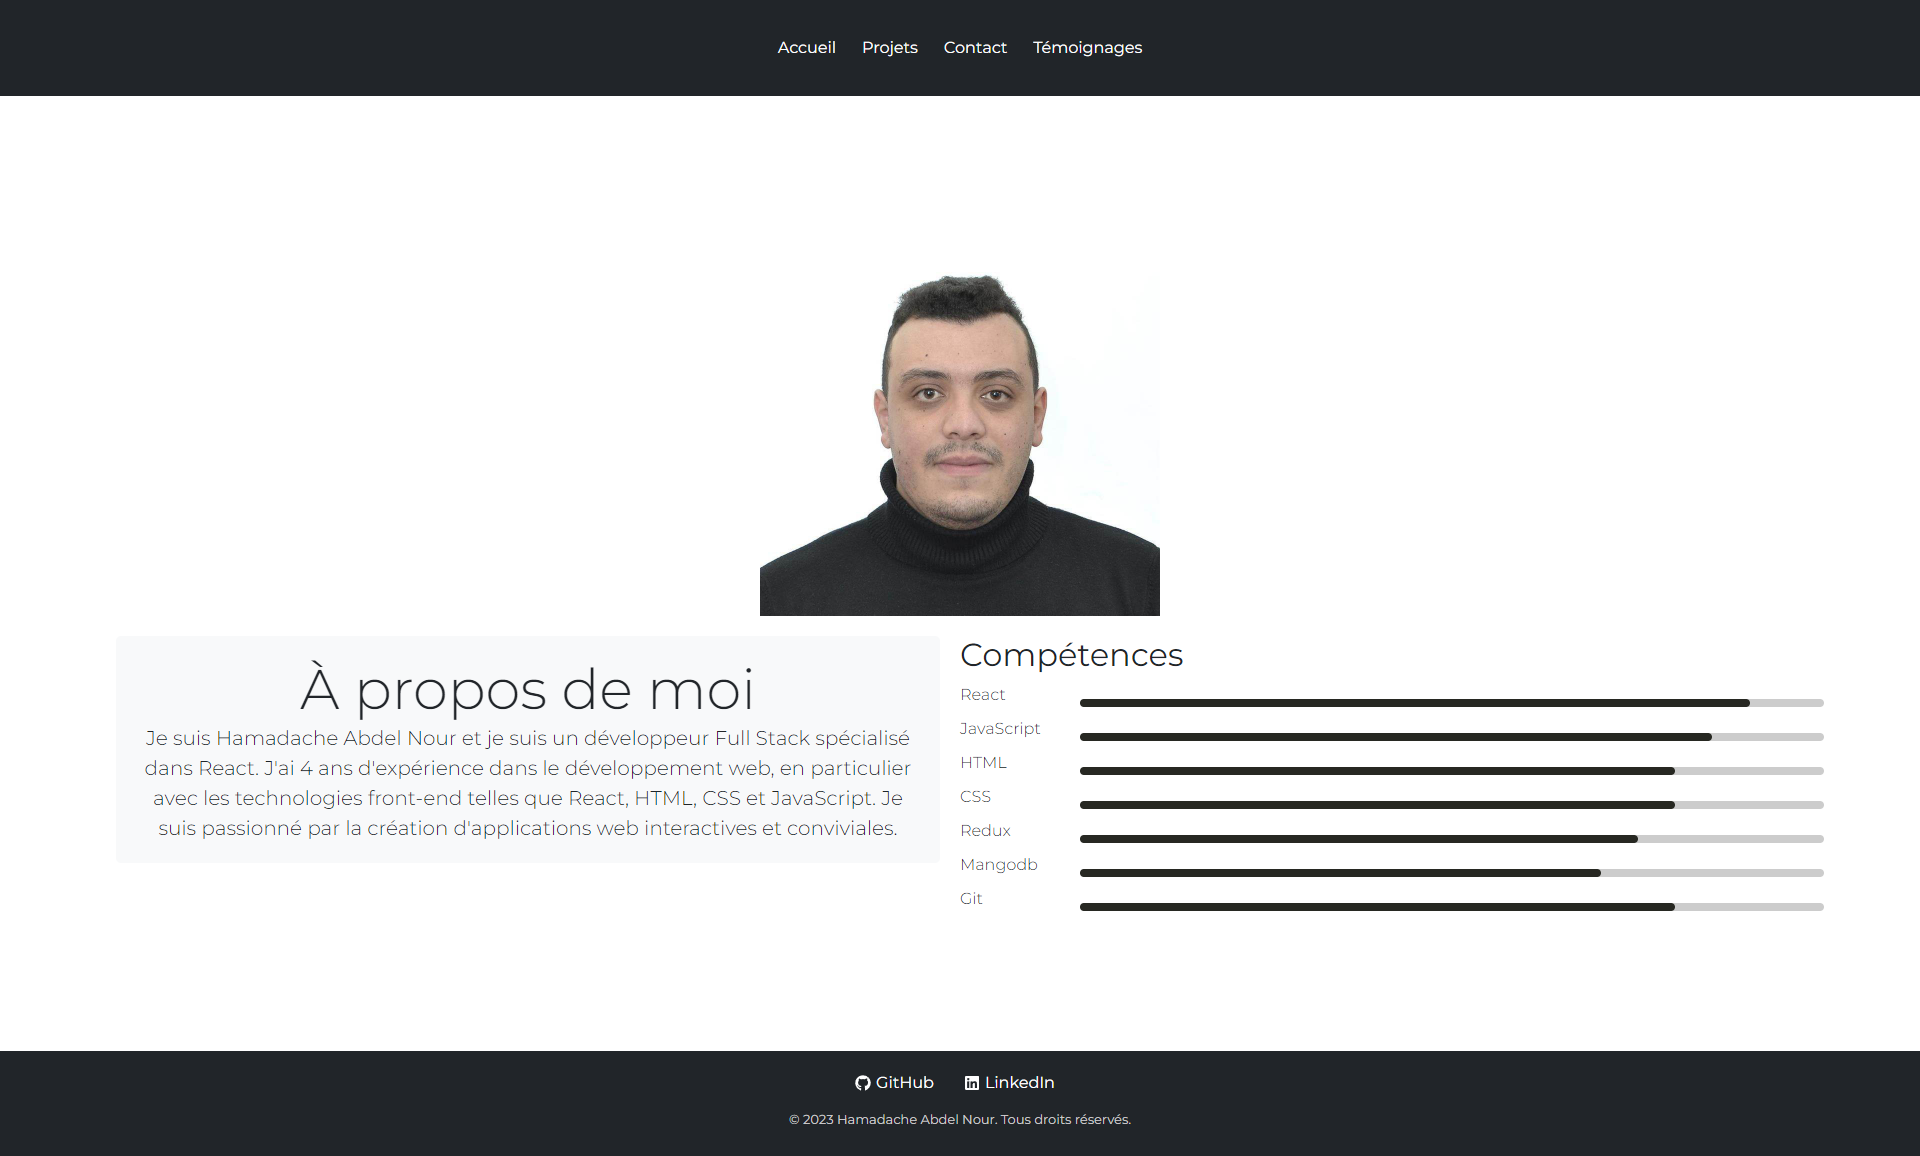 Accueil Projets Contact Témoignages
À propos de moi
Je suis Hamadache Abdel Nour et je suis un développeur Full Stack spécialisé
dans React. J'ai 4 ans d'expérience dans le développement web, en particulier
avec les technologies front-end telles que React, HTML, CSS et JavaScript. Je
suis passionné par la création d'applications web interactives et conviviales.
Compétences
React
JavaScript
HTML
CSS
Redux
Mangodb
Git
GitHub LinkedIn
© 2023 Hamadache Abdel Nour. Tous droits réservés.